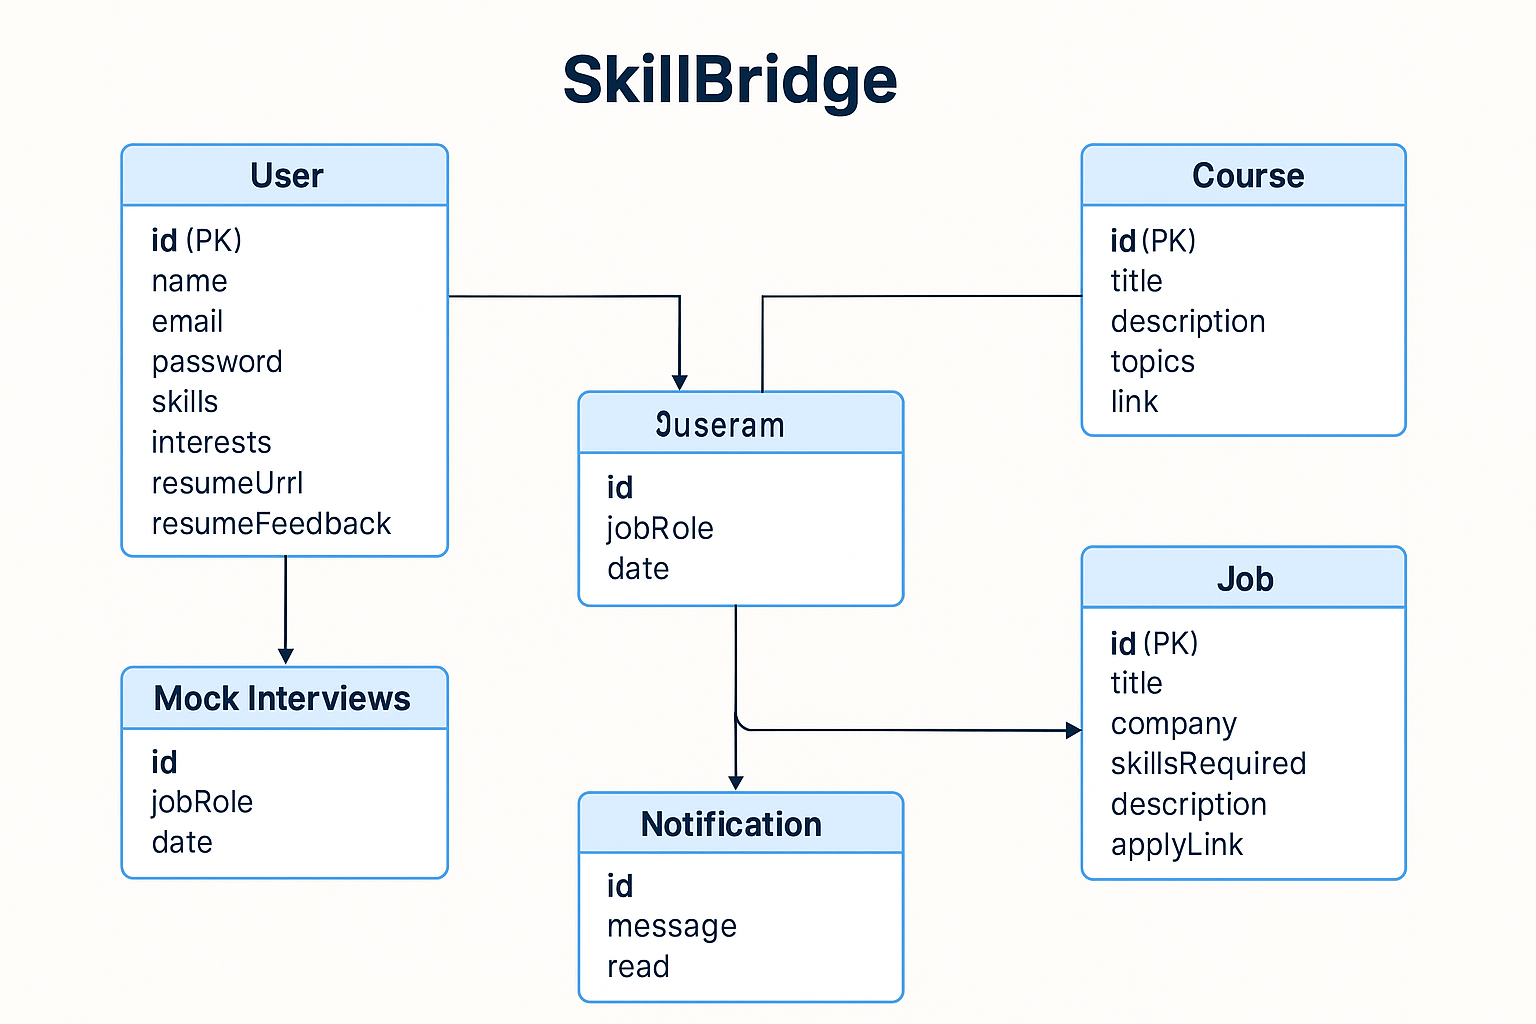 SkillBridge
User
id (PK)
name
email
password
skills
interests
resumeUrrl
resumeFeedback
Course
id (PK)
title
description
topics
link
id
jobRole
date
Job
id (PK)
title
company
skillsRequired
description
applyLink
Mock Interviews
id
jobRole
date
Notification
id
message
read